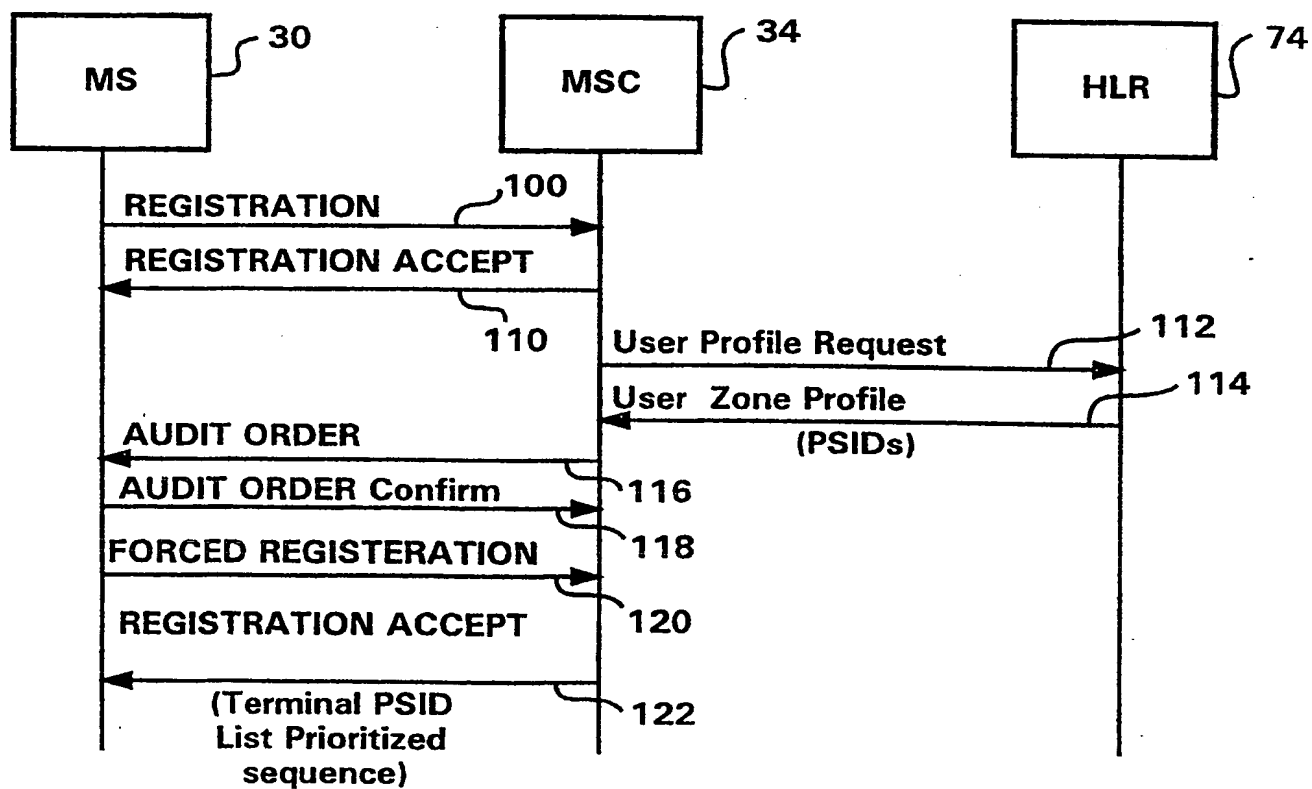 MS
30
MSC
34
HLR
74
REGISTRATION
100
REGISTRATION ACCEPT
110
User Profile Request
112
User Zone Profile
114
(PSIDs)
AUDIT ORDER
116
AUDIT ORDER Confirm
118
FORCED REGISTERATION
120
REGISTRATION ACCEPT
122
(Terminal PSID
List Prioritized
sequence)